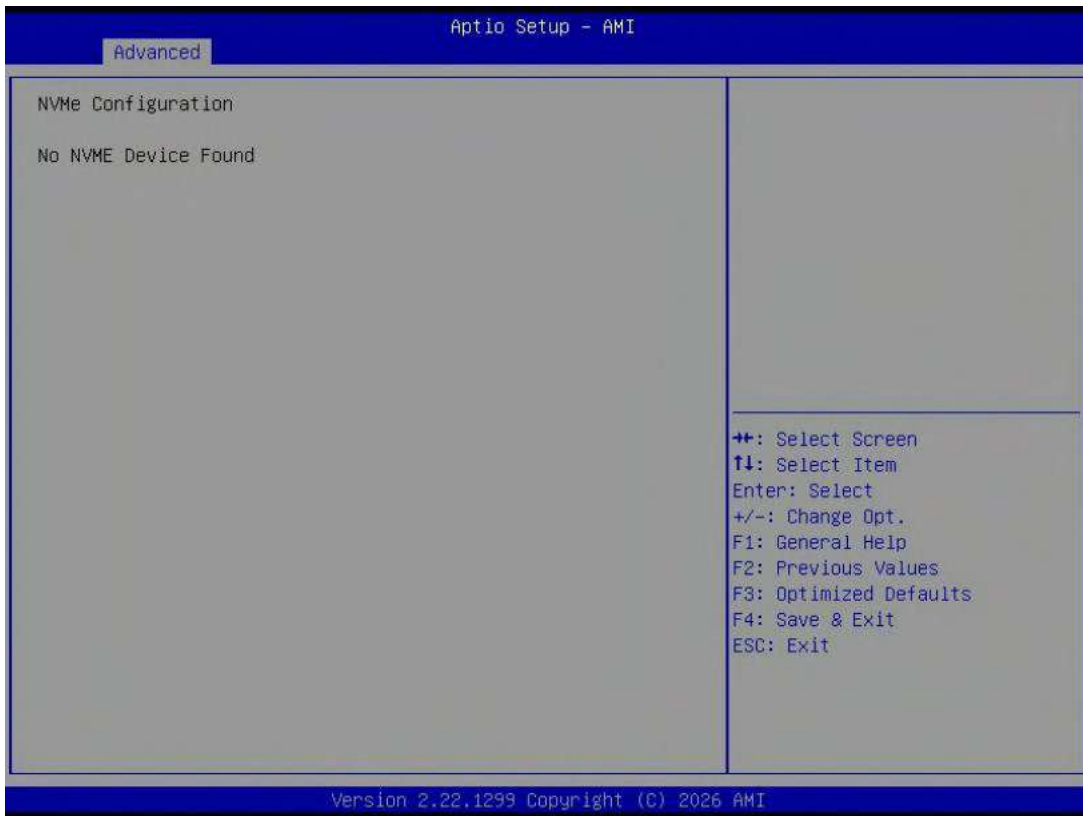 Aptio Setup - AMI
Advanced
NVMe Configuration
No NVME Device Found
→←: Select Screen
↑↓: Select Item
Enter: Select
+/-: Change Opt.
F1: General Help
F2: Previous Values
F3: Optimized Defaults
F4: Save & Exit
ESC: Exit
Version 2.22.1299 Copyright (C) 2026 AMI